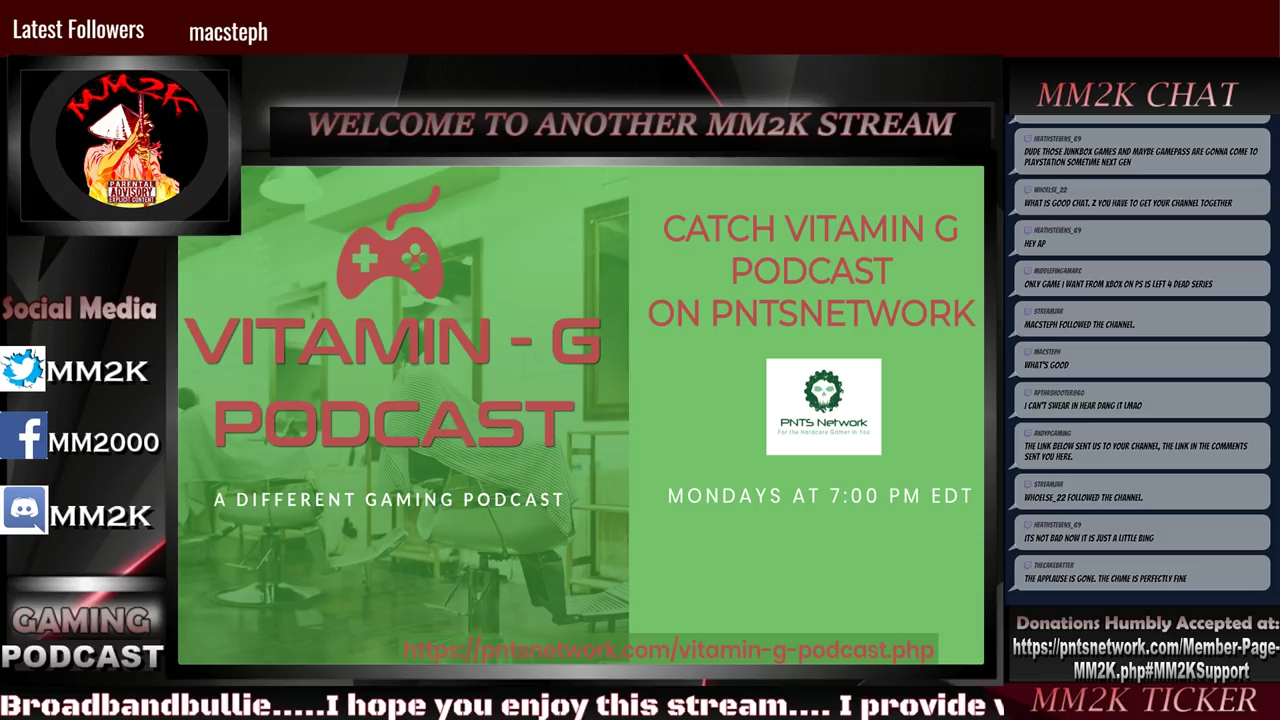 Latest Followers
macsteph
MM2K
PARENTAL
ADVISORY
EXPLICIT CONTENT
WELCOME TO ANOTHER MM2K STREAM
Social Media
MM2K
MM2000
MM2K
GAMING
PODCAST
VITAMIN - G
PODCAST
A DIFFERENT GAMING PODCAST
CATCH VITAMIN G
PODCAST
ON PNTSNETWORK
PNTS Network
For the Hardcore Gamer In You
MONDAYS AT 7:00 PM EDT
https://pntsnetwork.com/vitamin-g-podcast.php
MM2K CHAT
HEATHSTEVENS_69
DUDE THOSE JUNKBOX GAMES AND MAYBE GAMEPASS ARE GONNA COME TO
PLAYSTATION SOMETIME NEXT GEN
WHOELSE_22
WHAT IS GOOD CHAT. 2 YOU HAVE TO GET YOUR CHANNEL TOGETHER
HEATHSTEVENS_69
HEY AP
MIDDLEFINGAMARC
ONLY GAME I WANT FROM XBOX ON PS IS LEFT 4 DEAD SERIES
STREAMJAR
MACSTEPH FOLLOWED THE CHANNEL.
MACSTEPH
WHAT'S GOOD
APTHASHOOTER860
I CAN'T SWEAR IN HEAR DANG IT LMAO
ANDYPGAMING
THE LINK BELOW SENT US TO YOUR CHANNEL, THE LINK IN THE COMMENTS
SENT YOU HERE.
STREAMJAR
WHOELSE_22 FOLLOWED THE CHANNEL.
HEATHSTEVENS_69
ITS NOT BAD NOW IT IS JUST A LITTLE BING
THECAKEBATTER
THE APPLAUSE IS GONE. THE CHIME IS PERFECTLY FINE
Donations Humbly Accepted at:
https://pntsnetwork.com/Member-Page-
MM2K.php#MM2KSupport
Broadbandbullie.....I hope you enjoy this stream.... I provide
MM2K TICKER